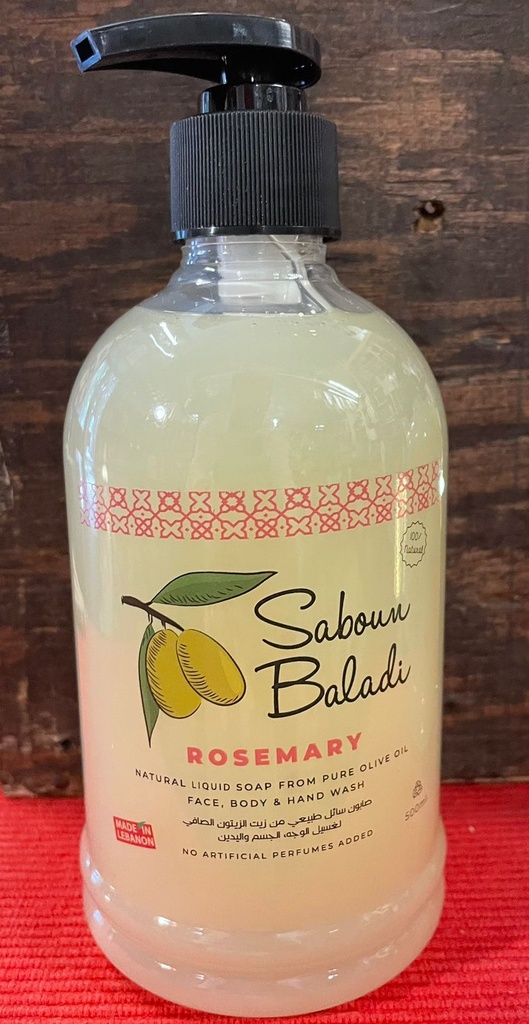 100%
Natural
Saboun
Baladi
ROSEMARY
NATURAL LIQUID SOAP FROM PURE OLIVE OIL
FACE, BODY & HAND WASH
صابون سائل طبيعي من زيت الزيتون الصافي
لغسيل الوجه، الجسم واليدين
NO ARTIFICIAL PERFUMES ADDED
MADE IN
LEBANON
500ml